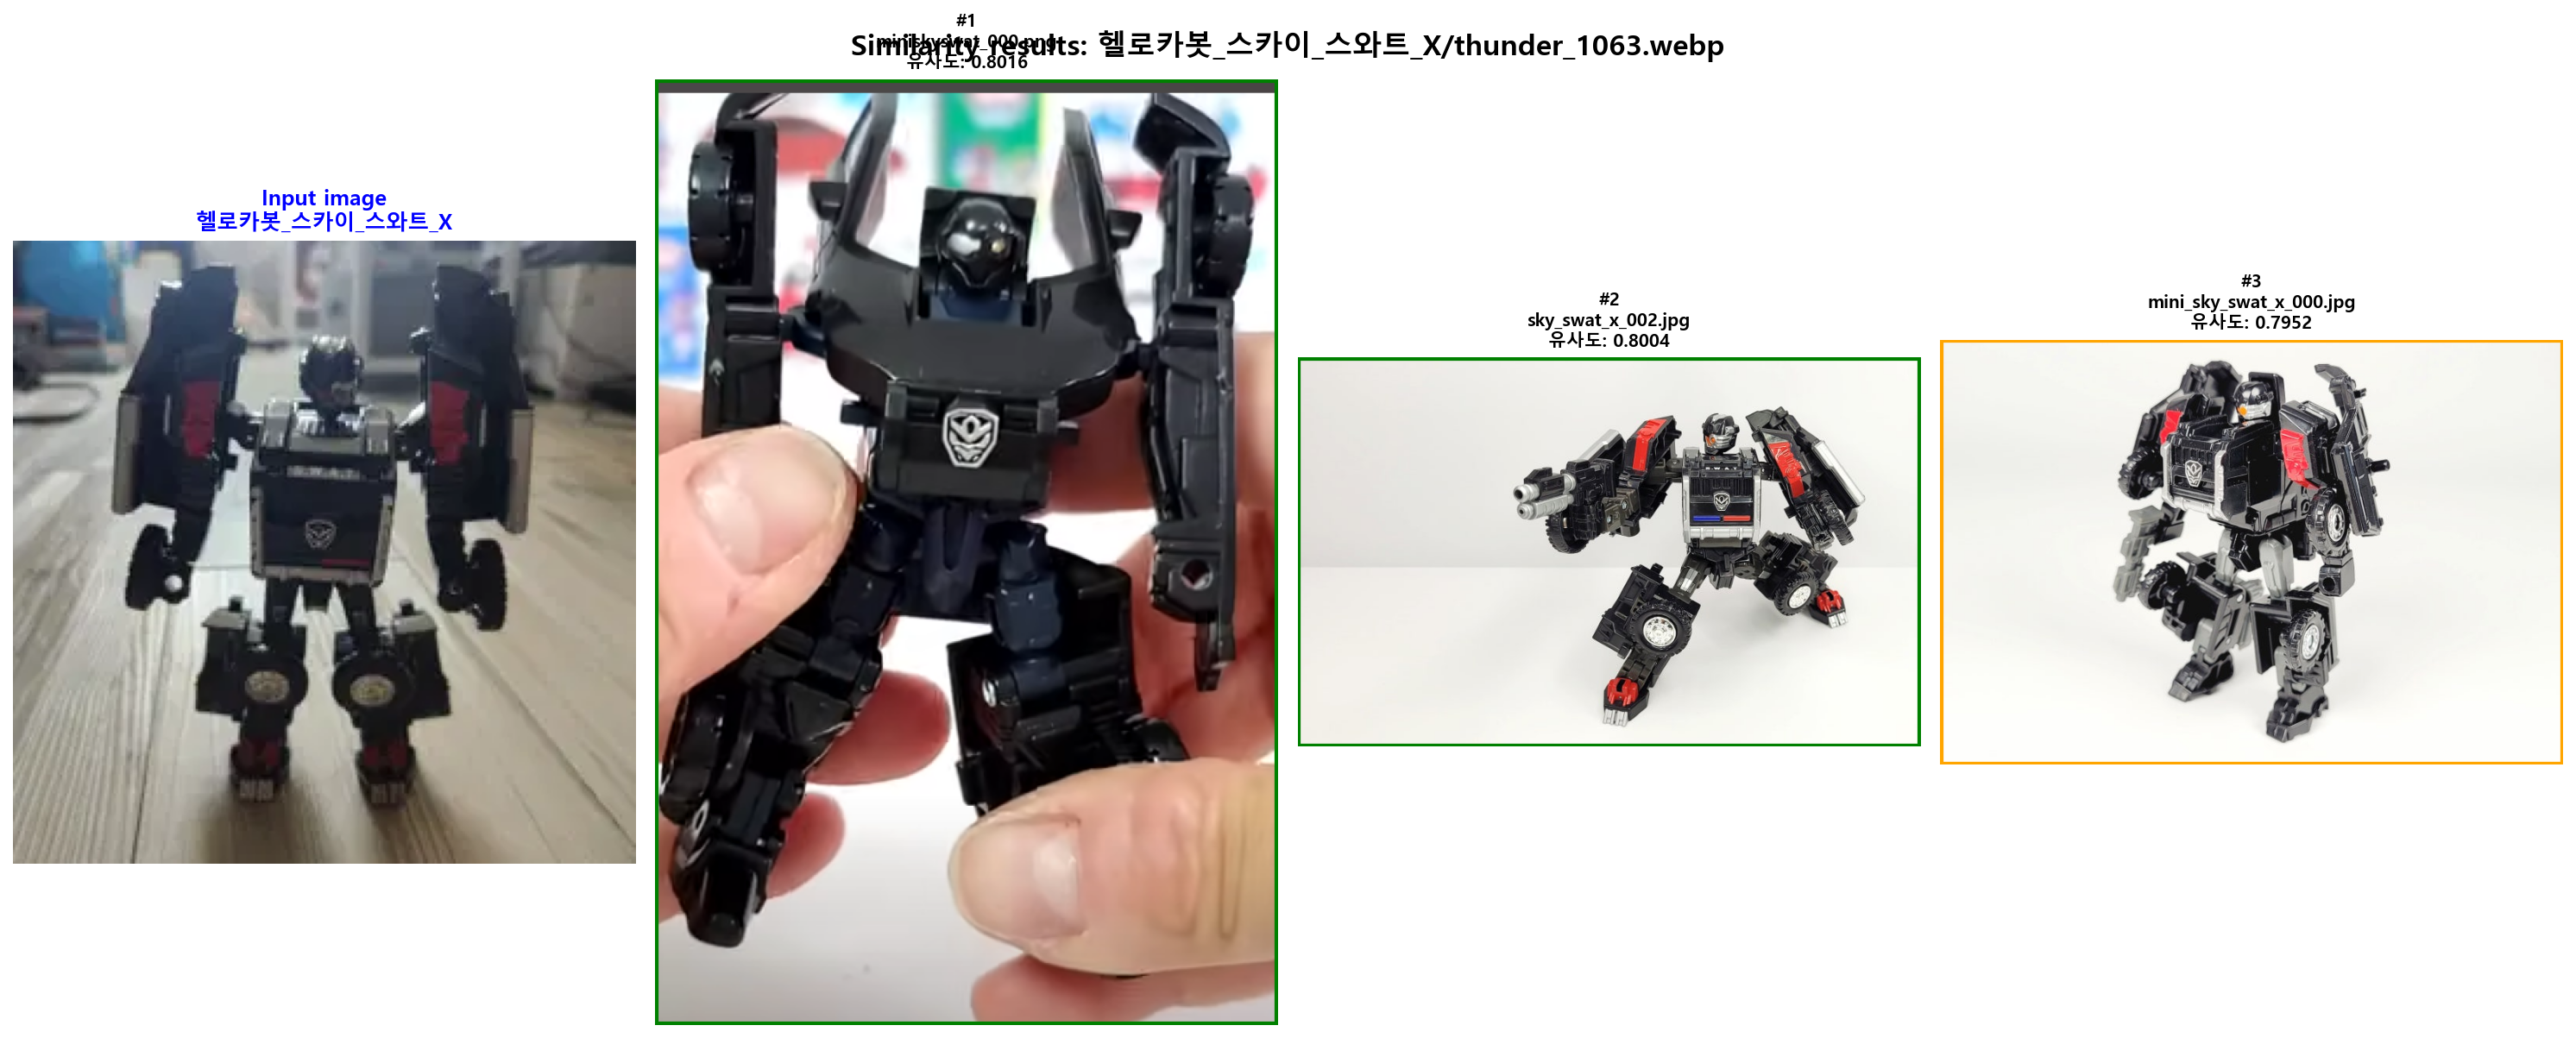 Similarity results: 헬로카봇_스카이_스와트_X/thunder_1063.webp
Input image
헬로카봇_스카이_스와트_X
#1
miniskyswat_000.png
유사도: 0.8016
#2
sky_swat_x_002.jpg
유사도: 0.8004
#3
mini_sky_swat_x_000.jpg
유사도: 0.7952
S.W.A.T